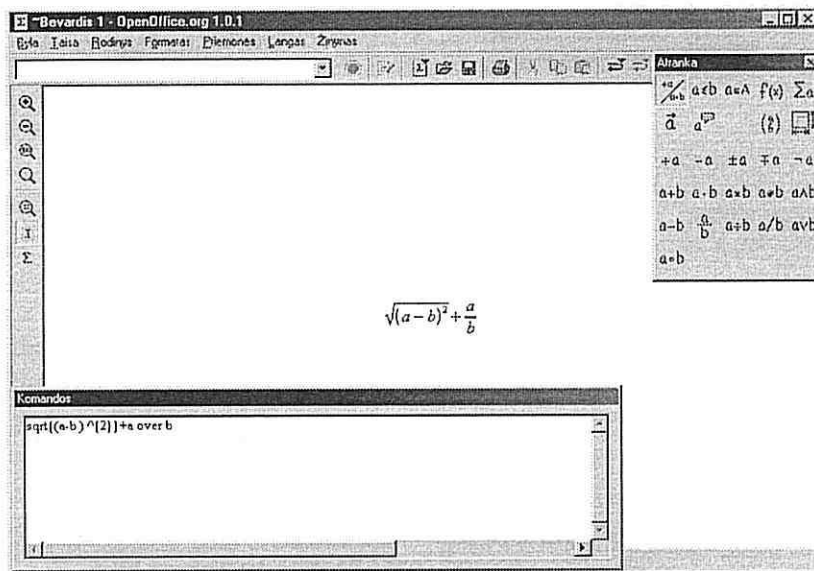 ~Bevardis 1 - OpenOffice.org 1.0.1
Byla Taisa Rodinys Formatas Priemonės Langas Žinynas
Atranka
+a/a+b a≤b a∈A f(x) ∑a
a⃗ (a b)
+a -a ±a ∓a ¬a
a+b a·b a×b a∗b a∧b
a-b a/b a÷b a/b a∨b
a∘b
√(a − b)² + a/b
Komandos
sqrt{(a-b)^{2}}+a over b